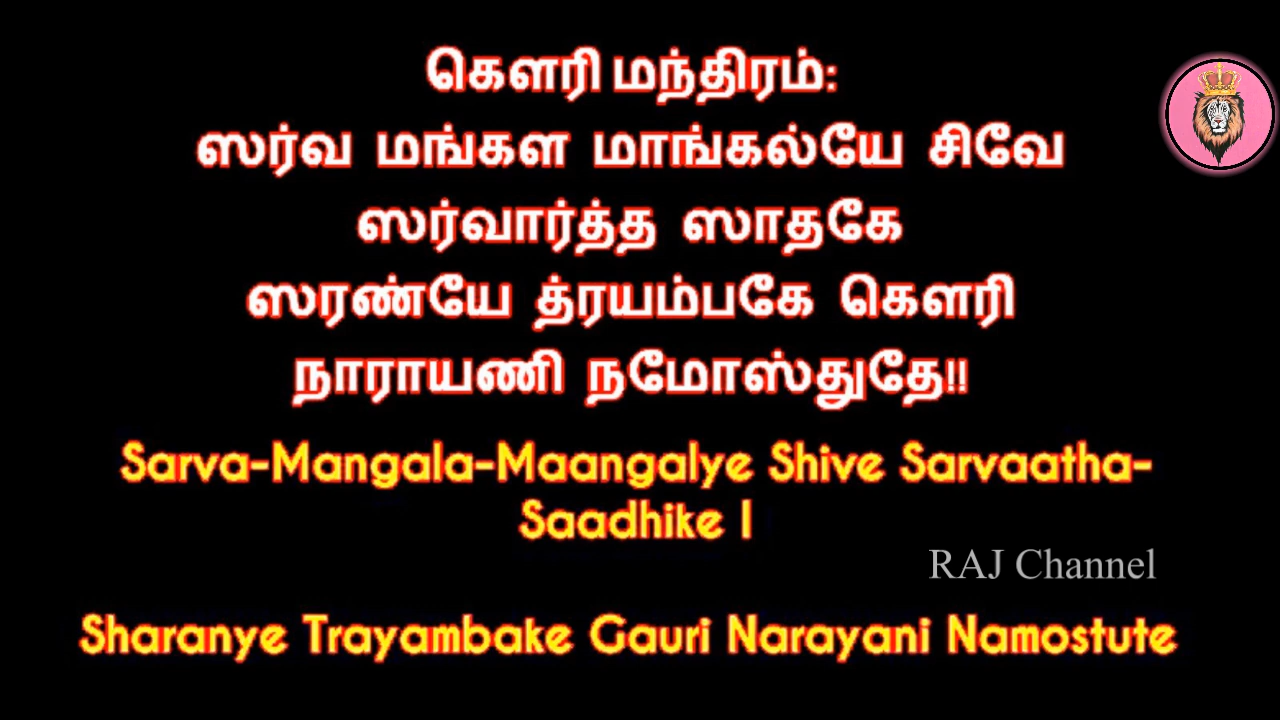 கௌரி மந்திரம்:
ஸர்வ மங்கள மாங்கல்யே சிவே
ஸர்வார்த்த ஸாதகே
ஸரண்யே த்ரயம்பகே கௌரி
நாராயணி நமோஸ்துதே!!
Sarva-Mangala-Maangalye Shive Sarvaatha-
Saadhike |
RAJ Channel
Sharanye Trayambake Gauri Narayani Namostute